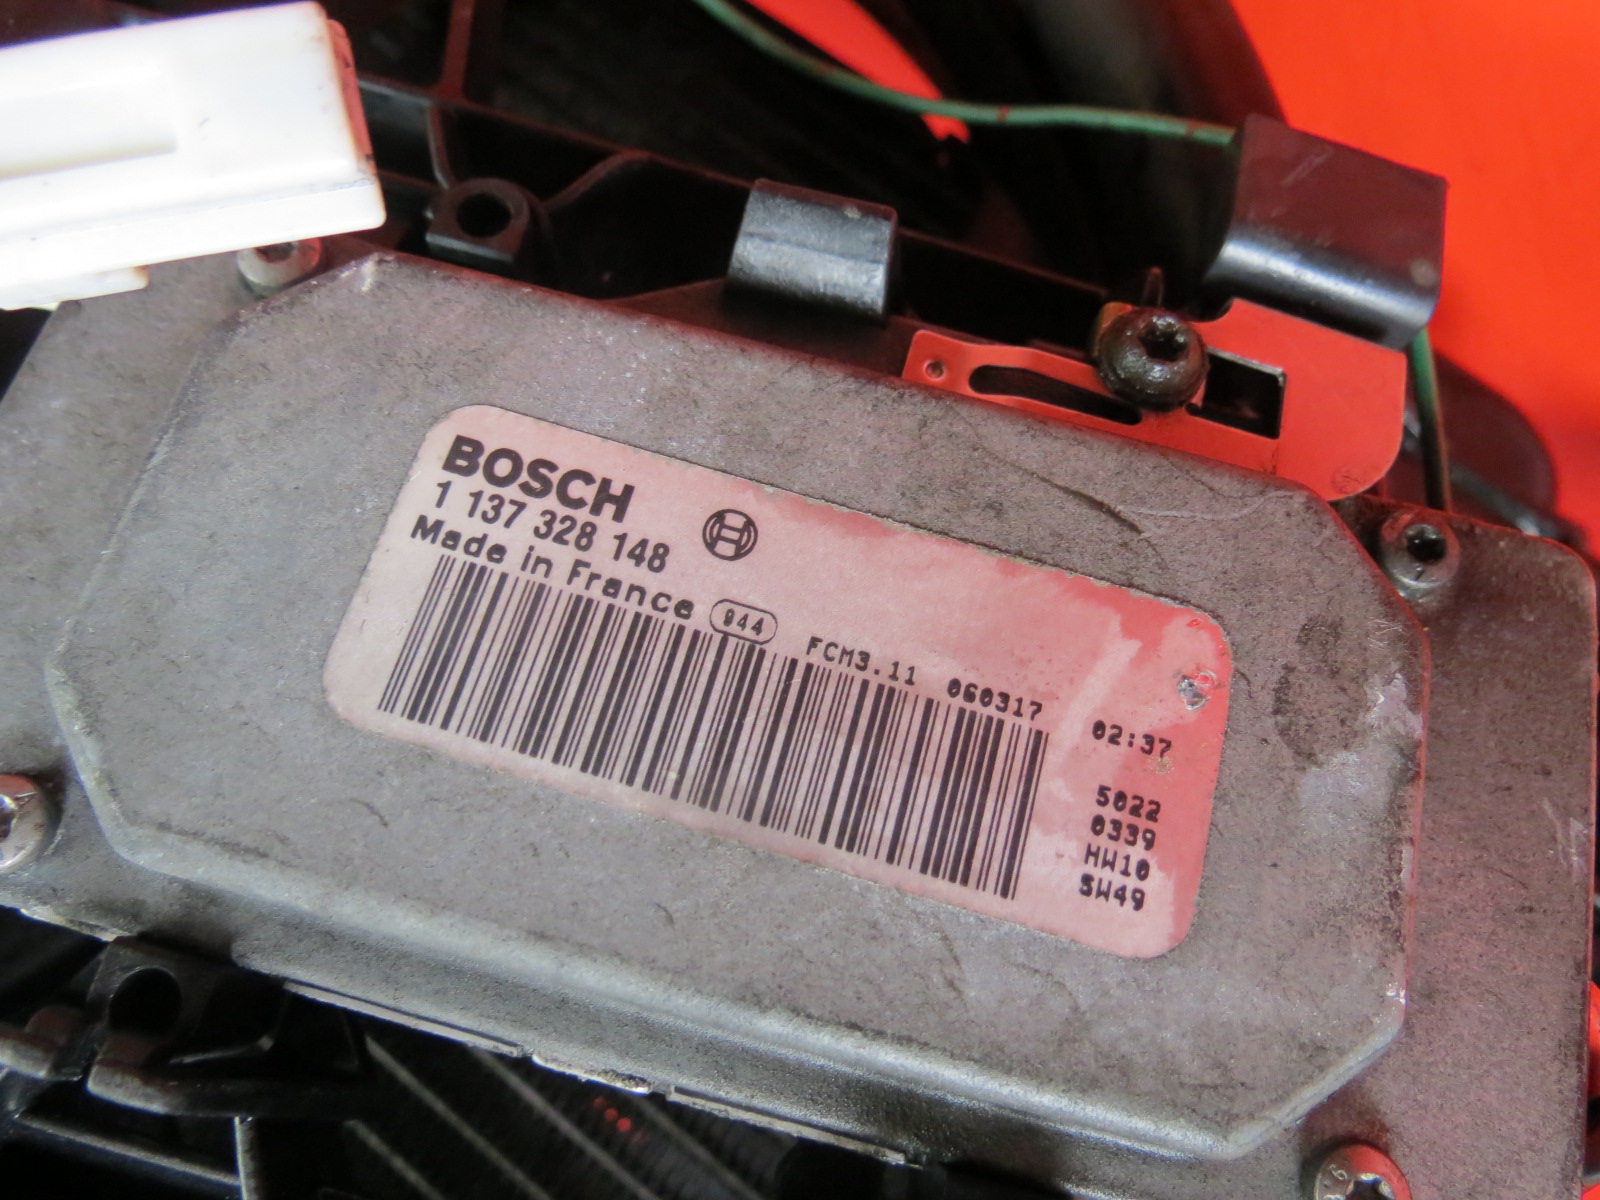 BOSCH
1 137 328 148
Made in France 944
FCM3.11 060317 02:37
5022
0339
HW10
SW49